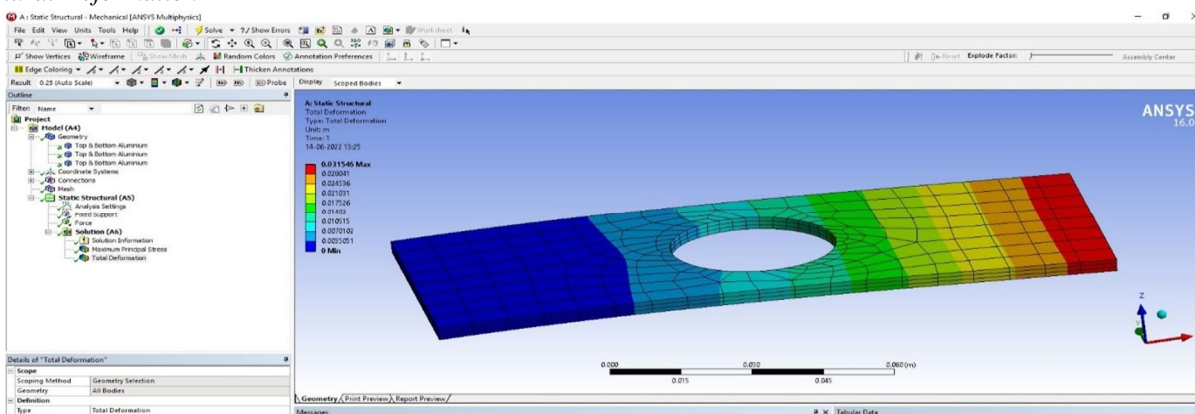 A : Static Structural - Mechanical [ANSYS Multiphysics]
File Edit View Units Tools Help Solve ?/ Show Errors Worksheet
Show Vertices Wireframe Show Mesh Random Colors Annotation Preferences Reset Explode Factor: Assembly Center
Edge Coloring Thicken Annotations
Result 0.25 (Auto Scale) Probe Display Scoped Bodies
Outline
Filter: Name
Project
Model (A4)
Geometry
Top & Bottom Aluminium
Top & Bottom Aluminium
Top & Bottom Aluminium
Coordinate Systems
Connections
Mesh
Static Structural (A5)
Analysis Settings
Fixed Support
Force
Solution (A6)
Solution Information
Maximum Principal Stress
Total Deformation
Details of "Total Deformation"
Scope
Scoping Method Geometry Selection
Geometry All Bodies
Definition
Type Total Deformation
A: Static Structural
Total Deformation
Type: Total Deformation
Unit: m
Time: 1
14-06-2022 13:25
0.031546 Max
0.028041
0.024536
0.021031
0.017526
0.01402
0.010515
0.0070102
0.0035051
0 Min
ANSYS
16.0
Z
0.000 0.030 0.060 (m)
0.015 0.045
Geometry Print Preview Report Preview
Messages Tabular Data